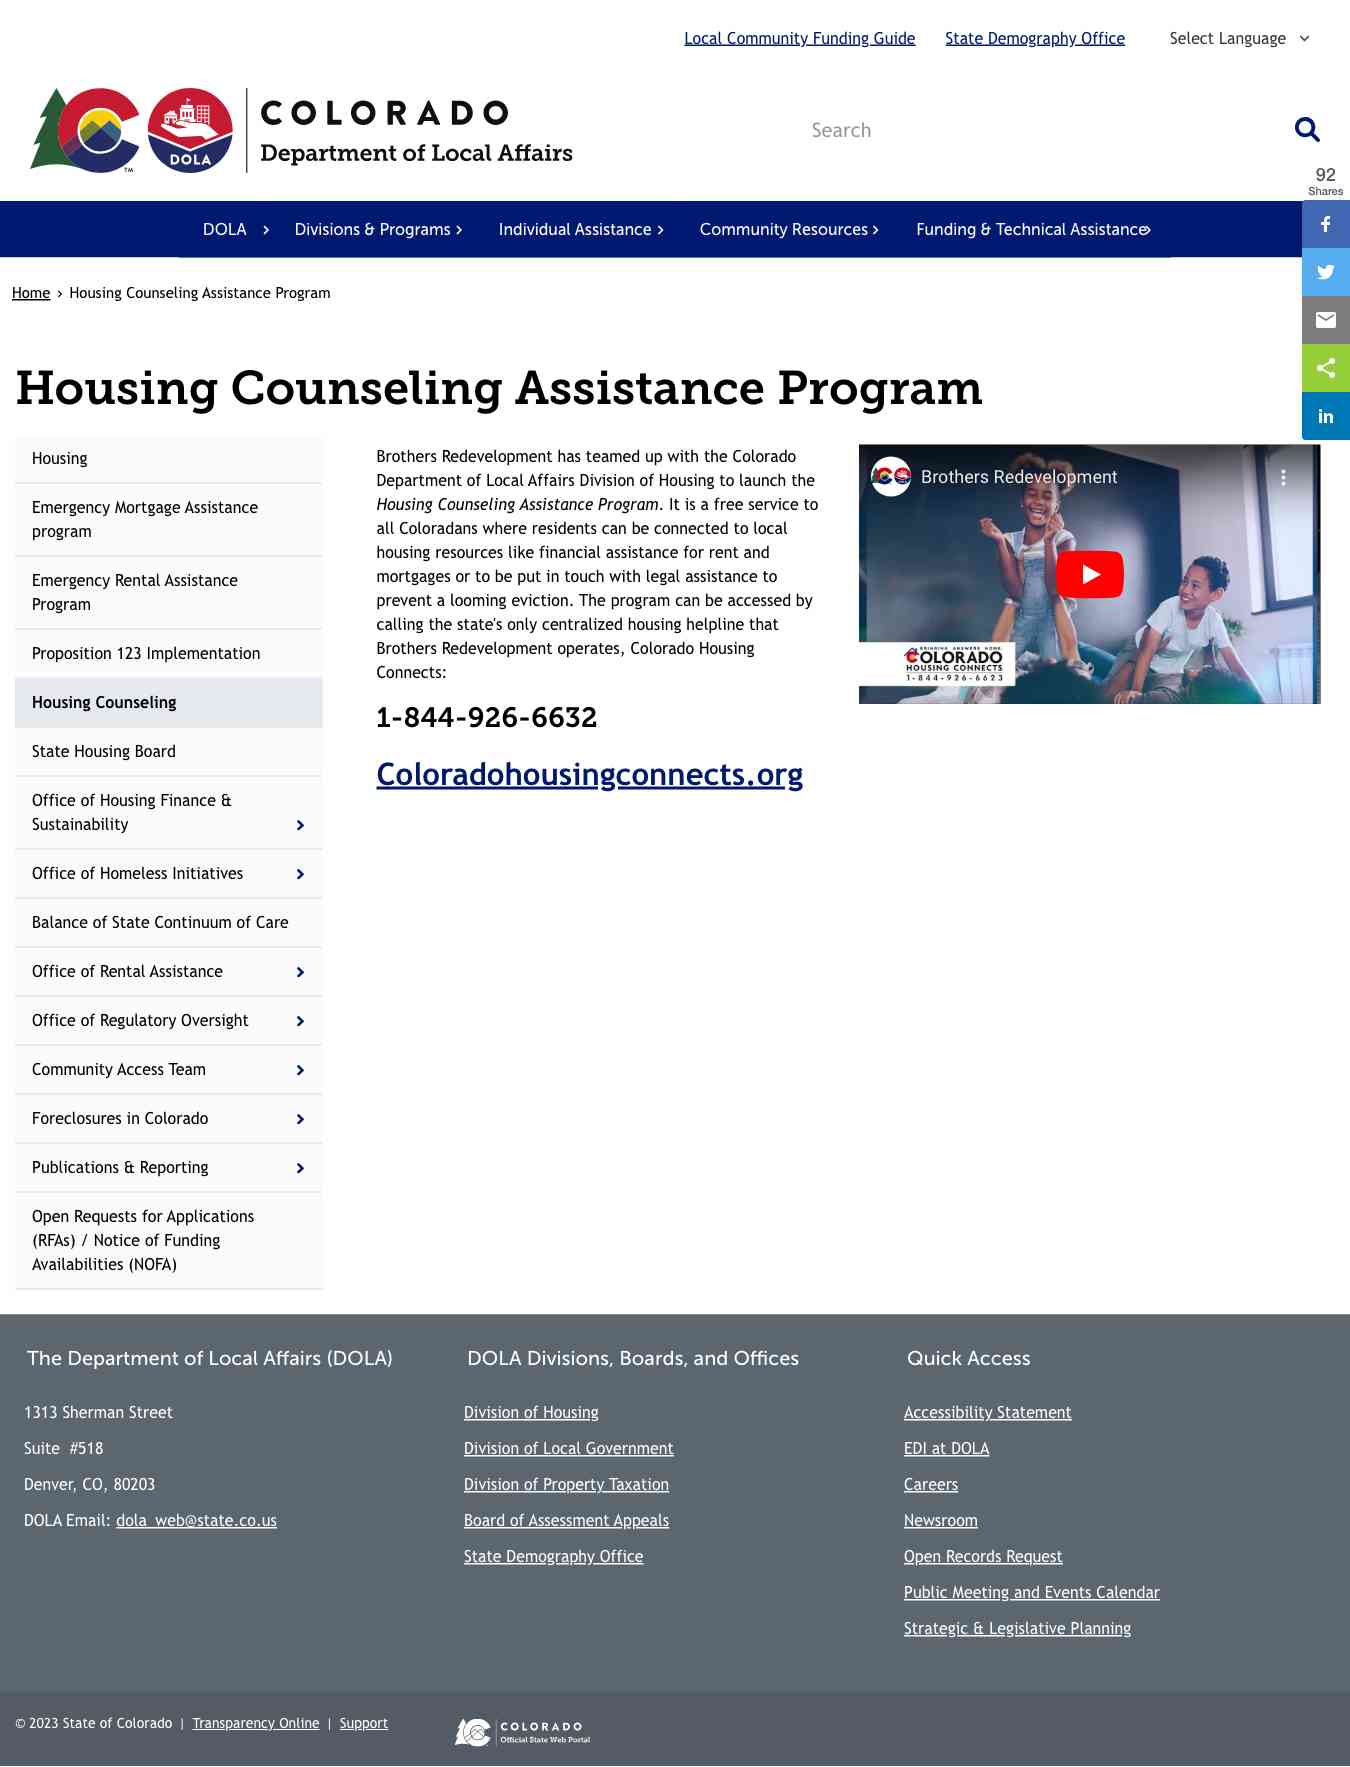 Local Community Funding Guide State Demography Office Select Language
COLORADO
Department of Local Affairs
DOLA
TM
Search
92
Shares
DOLA Divisions & Programs Individual Assistance Community Resources Funding & Technical Assistance
Home › Housing Counseling Assistance Program
Housing Counseling Assistance Program
Housing
Emergency Mortgage Assistance
program
Emergency Rental Assistance
Program
Proposition 123 Implementation
Housing Counseling
State Housing Board
Office of Housing Finance &
Sustainability
Office of Homeless Initiatives
Balance of State Continuum of Care
Office of Rental Assistance
Office of Regulatory Oversight
Community Access Team
Foreclosures in Colorado
Publications & Reporting
Open Requests for Applications
(RFAs) / Notice of Funding
Availabilities (NOFA)
Brothers Redevelopment has teamed up with the Colorado
Department of Local Affairs Division of Housing to launch the
Housing Counseling Assistance Program. It is a free service to
all Coloradans where residents can be connected to local
housing resources like financial assistance for rent and
mortgages or to be put in touch with legal assistance to
prevent a looming eviction. The program can be accessed by
calling the state's only centralized housing helpline that
Brothers Redevelopment operates, Colorado Housing
Connects:
1-844-926-6632
Coloradohousingconnects.org
Brothers Redevelopment
BRINGING ANSWERS HOME.
COLORADO
HOUSING CONNECTS
1-844-926-6623
The Department of Local Affairs (DOLA)
1313 Sherman Street
Suite #518
Denver, CO, 80203
DOLA Email: dola_web@state.co.us
DOLA Divisions, Boards, and Offices
Division of Housing
Division of Local Government
Division of Property Taxation
Board of Assessment Appeals
State Demography Office
Quick Access
Accessibility Statement
EDI at DOLA
Careers
Newsroom
Open Records Request
Public Meeting and Events Calendar
Strategic & Legislative Planning
© 2023 State of Colorado | Transparency Online | Support
COLORADO
Official State Web Portal